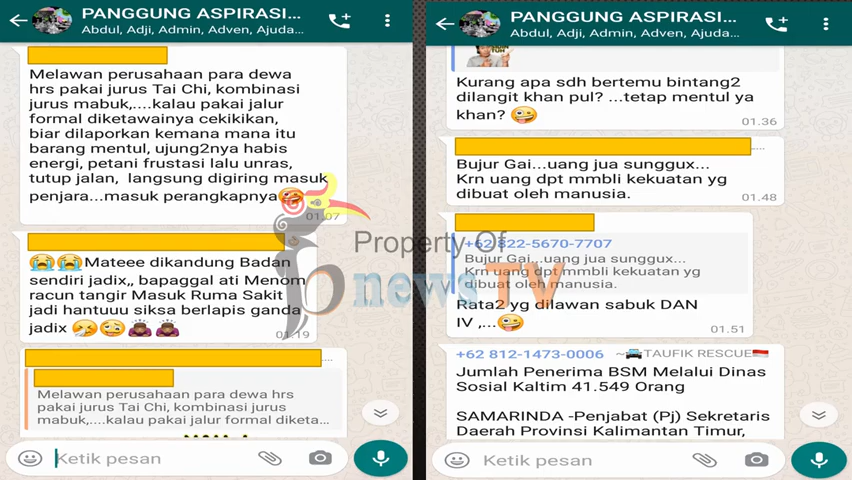 PANGGUNG ASPIRASI...
Abdul, Adji, Admin, Adven, Ajuda...
Melawan perusahaan para dewa
hrs pakai jurus Tai Chi, kombinasi
jurus mabuk,....kalau pakai jalur
formal diketawainya cekikikan,
biar dilaporkan kemana mana itu
barang mentul, ujung2nya habis
energi, petani frustasi lalu unras,
tutup jalan, langsung digiring masuk
penjara...masuk perangkapnya🤡
01.07
😭😭Mateee dikandung Badan
sendiri jadix,, bapaggal ati Menom
racun tangir Masuk Ruma Sakit
jadi hantuuu siksa berlapis ganda
jadix
01.19
Melawan perusahaan para dewa hrs
pakai jurus Tai Chi, kombinasi jurus
mabuk,....kalau pakai jalur formal diketa...
Ketik pesan
PANGGUNG ASPIRASI...
Abdul, Adji, Admin, Adven, Ajuda...
Kurang apa sdh bertemu bintang2
dilangit khan pul? ...tetap mentul ya
khan? 🤪
01.36
Bujur Gai...uang jua sunggux...
Krn uang dpt mmbli kekuatan yg
dibuat oleh manusia.
01.48
+62 822-5670-7707
Bujur Gai...uang jua sunggux...
Krn uang dpt mmbli kekuatan yg
dibuat oleh manusia.
Rata2 yg dilawan sabuk DAN
IV ,...🤪
01.51
+62 812-1473-0006 ~🚘TAUFIK RESCUE🇮🇩
Jumlah Penerima BSM Melalui Dinas
Sosial Kaltim 41.549 Orang
SAMARINDA -Penjabat (Pj) Sekretaris
Daerah Provinsi Kalimantan Timur,
Ketik pesan
Property Of
bnewsTV